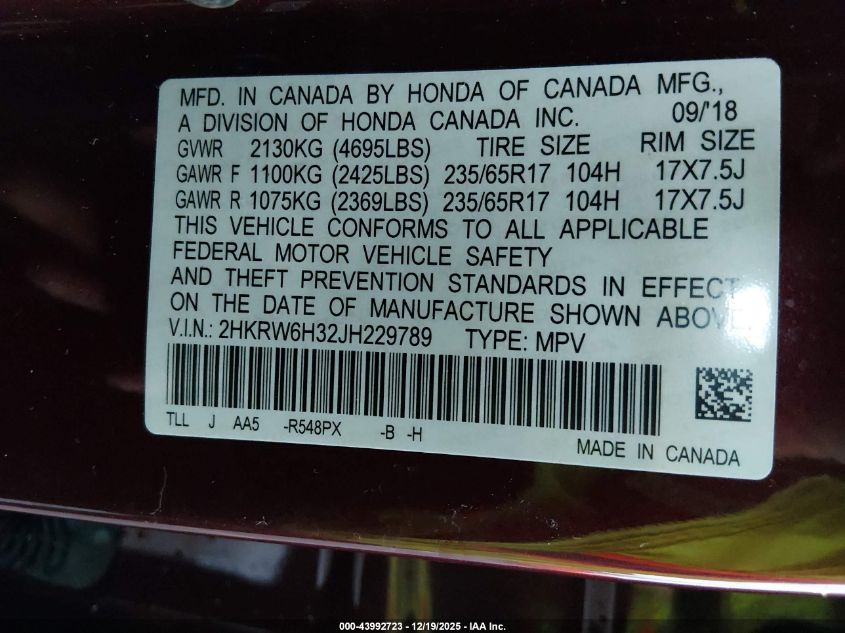 MFD. IN CANADA BY HONDA OF CANADA MFG.,
A DIVISION OF HONDA CANADA INC. 09/'18
GVWR 2130KG (4695LBS) TIRE SIZE RIM SIZE
GAWR F 1100KG (2425LBS) 235/65R17 104H 17X7.5J
GAWR R 1075KG (2369LBS) 235/65R17 104H 17X7.5J
THIS VEHICLE CONFORMS TO ALL APPLICABLE
FEDERAL MOTOR VEHICLE SAFETY
AND THEFT PREVENTION STANDARDS IN EFFECT
ON THE DATE OF MANUFACTURE SHOWN ABOVE.
V.I.N.: 2HKRW6H32JH229789 TYPE: MPV
TLL J AA5 -R548PX -B -H
MADE IN CANADA
000-43992723 - 12/19/2025 - IAA Inc.